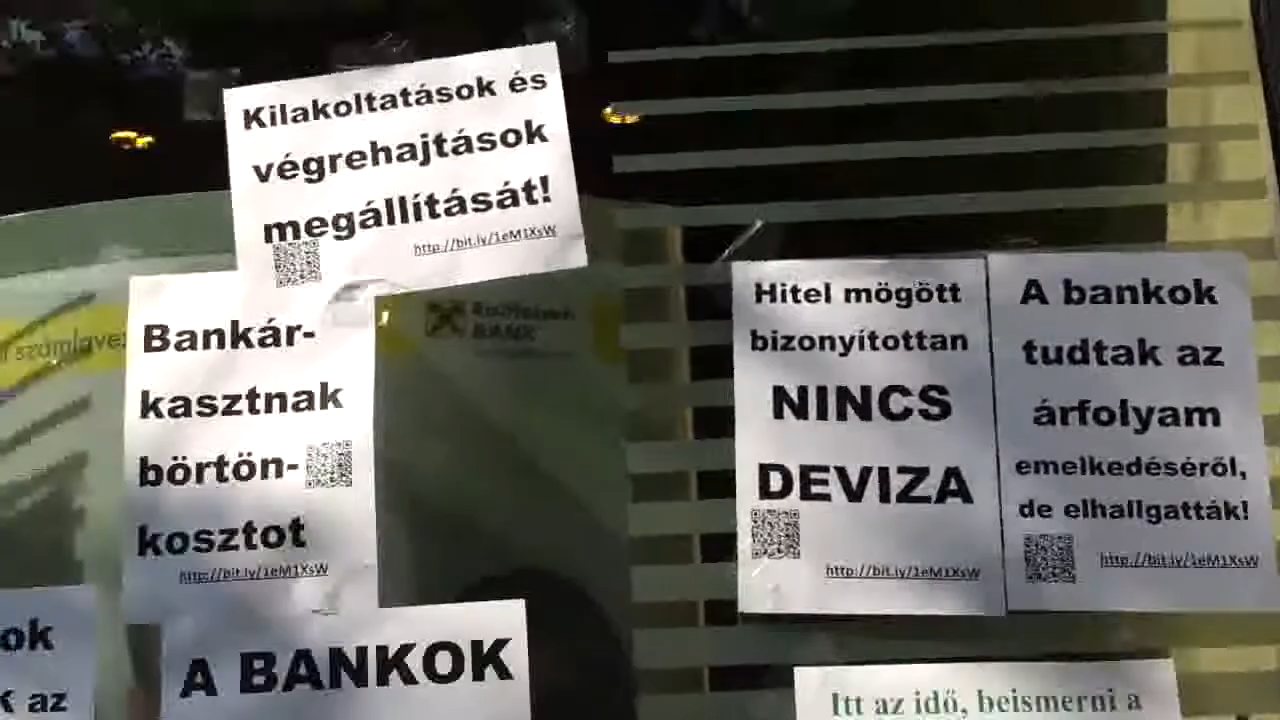 Kilakoltatások és
végrehajtások
megállítását!
http://bit.ly/1eM1XsW
Bankár-
kasztnak
börtön-
kosztot
http://bit.ly/1eM1XsW
számlavez
Raiffeisen
BANK
Hitel mögött
bizonyítottan
NINCS
DEVIZA
http://bit.ly/1eM1XsW
A bankok
tudtak az
árfolyam
emelkedéséről,
de elhallgatták!
http://bit.ly/1eM1XsW
ok
az
A BANKOK
Itt az idő, beismerni a